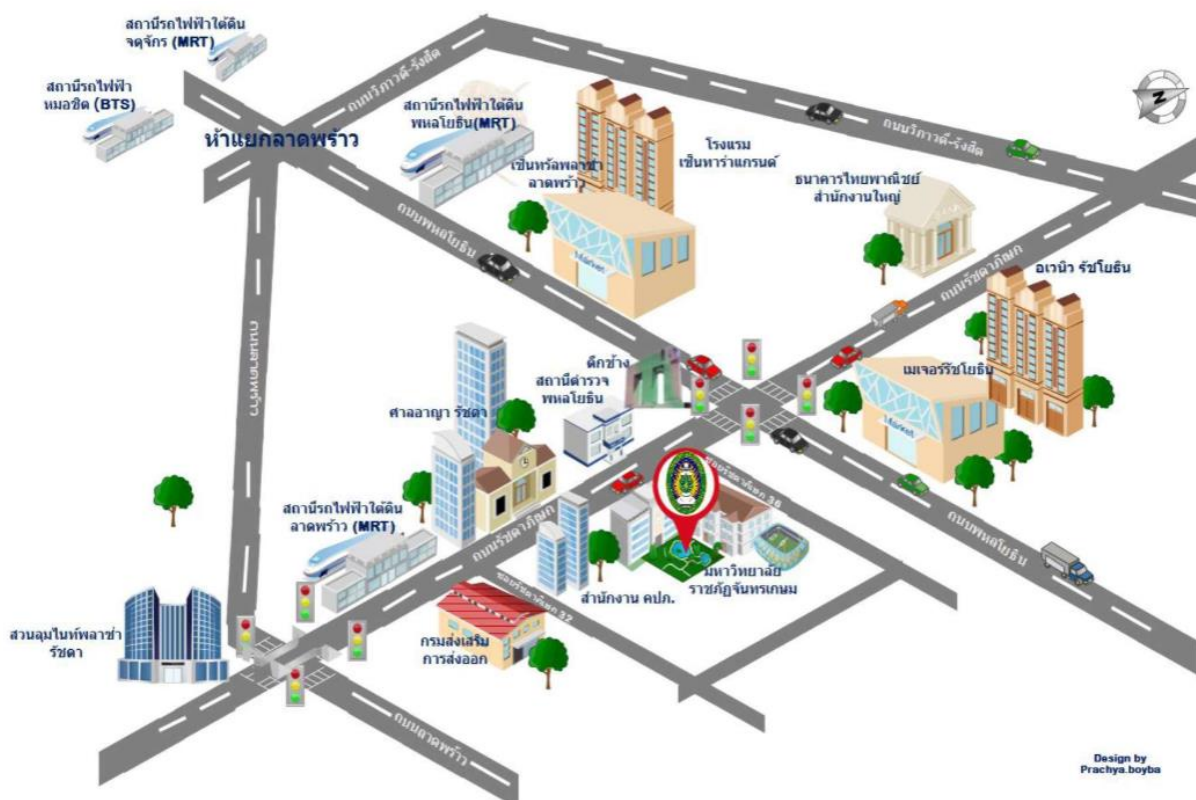 สถานีรถไฟฟ้าใต้ดิน
จตุจักร (MRT)
สถานีรถไฟฟ้า
หมอชิต (BTS)
ห้าแยกลาดพร้าว
ถนนวิภาวดี-รังสิต
สถานีรถไฟฟ้าใต้ดิน
พหลโยธิน(MRT)
เซ็นทรัลพลาซา
ลาดพร้าว
โรงแรม
เซ็นทาร่าแกรนด์
ถนนวิภาวดี-รังสิต
ธนาคารไทยพาณิชย์
สำนักงานใหญ่
N
ถนนพหลโยธิน
Market
ถนนรัชดาภิเษก
อเวนิว รัชโยธิน
ถนนลาดพร้าว
ตึกช้าง
สถานีตำรวจ
พหลโยธิน
เมเจอร์รัชโยธิน
Market
ศาลอาญา รัชดา
ซอยรัชดาภิเษก 36
สถานีรถไฟฟ้าใต้ดิน
ลาดพร้าว (MRT)
ถนนรัชดาภิเษก
ถนนพหลโยธิน
มหาวิทยาลัย
ราชภัฏจันทรเกษม
สำนักงาน คปภ.
ซอยรัชดาภิเษก 32
สวนลุมไนท์พลาซ่า
รัชดา
กรมส่งเสริม
การส่งออก
ถนนลาดพร้าว
Design by
Prachya.boyba